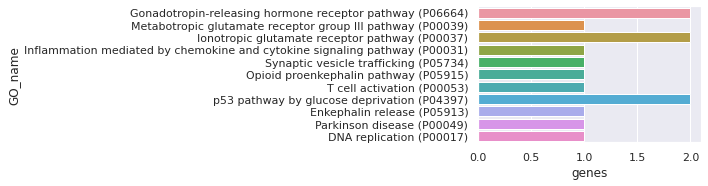 Gonadotropin-releasing hormone receptor pathway (P06664)
Metabotropic glutamate receptor group III pathway (P00039)
Ionotropic glutamate receptor pathway (P00037)
Inflammation mediated by chemokine and cytokine signaling pathway (P00031)
Synaptic vesicle trafficking (P05734)
Opioid proenkephalin pathway (P05915)
T cell activation (P00053)
p53 pathway by glucose deprivation (P04397)
Enkephalin release (P05913)
Parkinson disease (P00049)
DNA replication (P00017)
GO_name
0.0 0.5 1.0 1.5 2.0
genes